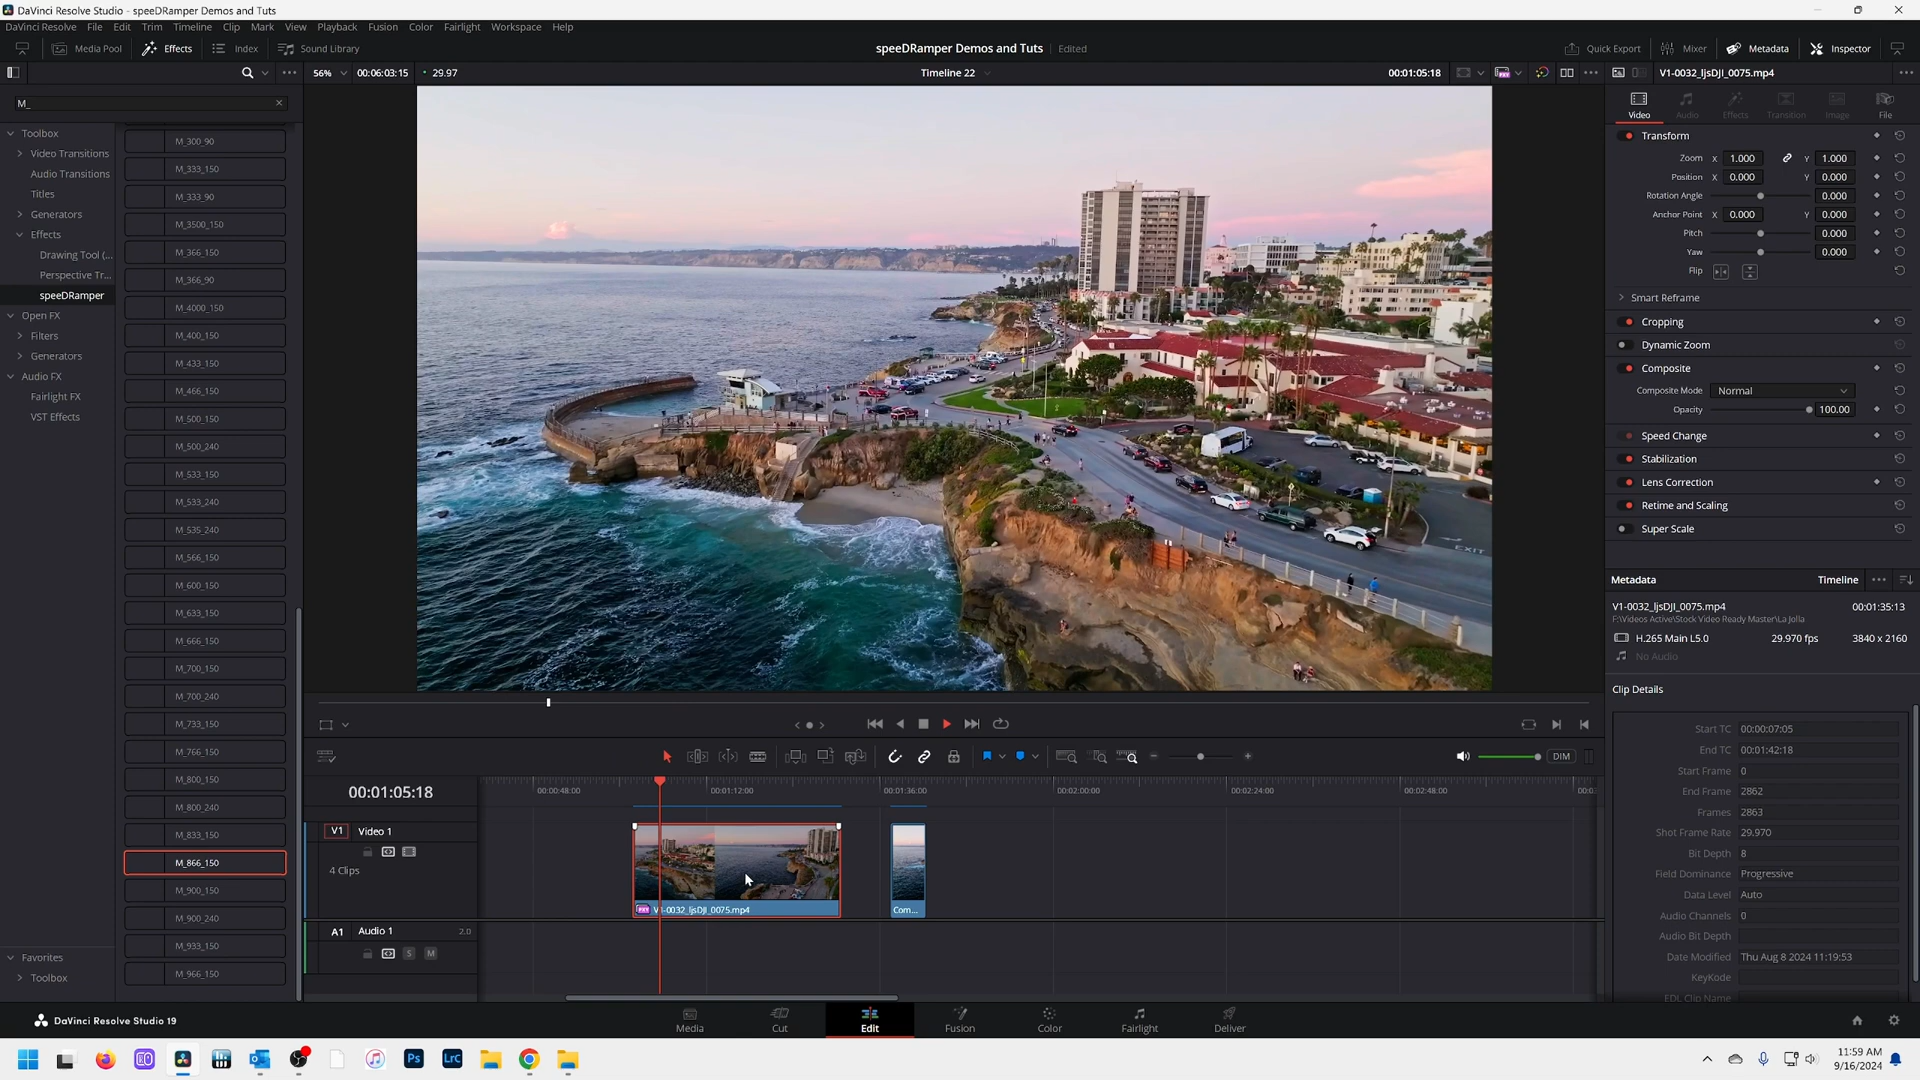 DaVinci Resolve Studio - speeDRamper Demos and Tuts
DaVinci Resolve File Edit Trim Timeline Clip Mark View Playback Fusion Color Fairlight Workspace Help
Media Pool Effects Index Sound Library speeDRamper Demos and Tuts Edited Quick Export Mixer Metadata Inspector
56% 00:06:03:15 29.97 Timeline 22 00:01:05:18 V1-0032_ljsDJI_0075.mp4
M_
Toolbox
Video Transitions
Audio Transitions
Titles
Generators
Effects
Drawing Tool (...
Perspective Tr...
speeDRamper
Open FX
Filters
Generators
Audio FX
Fairlight FX
VST Effects
Favorites
Toolbox
M_300_90
M_333_150
M_333_90
M_3500_150
M_366_150
M_366_90
M_4000_150
M_400_150
M_433_150
M_466_150
M_500_150
M_500_240
M_533_150
M_533_240
M_535_240
M_566_150
M_600_150
M_633_150
M_666_150
M_700_150
M_700_240
M_733_150
M_766_150
M_800_150
M_800_240
M_833_150
M_866_150
M_900_150
M_900_240
M_933_150
M_966_150
EXIT
Video Audio Effects Transition Image File
Transform
Zoom X 1.000 Y 1.000
Position X 0.000 Y 0.000
Rotation Angle 0.000
Anchor Point X 0.000 Y 0.000
Pitch 0.000
Yaw 0.000
Flip
Smart Reframe
Cropping
Dynamic Zoom
Composite
Composite Mode Normal
Opacity 100.00
Speed Change
Stabilization
Lens Correction
Retime and Scaling
Super Scale
Metadata Timeline
V1-0032_ljsDJI_0075.mp4 00:01:35:13
F:\Videos Active\Stock Video Ready Master\La Jolla
H.265 Main L5.0 29.970 fps 3840 x 2160
No Audio
Clip Details
Start TC 00:00:07:05
End TC 00:01:42:18
Start Frame 0
End Frame 2862
Frames 2863
Shot Frame Rate 29.970
Bit Depth 8
Field Dominance Progressive
Data Level Auto
Audio Channels 0
Audio Bit Depth
Date Modified Thu Aug 8 2024 11:19:53
KeyKode
EDL Clip Name
DIM
00:01:05:18 00:00:48:00 00:01:12:00 00:01:36:00 00:02:00:00 00:02:24:00 00:02:48:00
V1 Video 1
4 Clips
V1-0032_ljsDJI_0075.mp4 Com...
A1 Audio 1 2.0
S M
DaVinci Resolve Studio 19
Media Cut Edit Fusion Color Fairlight Deliver
Ps LrC
11:59 AM
9/16/2024